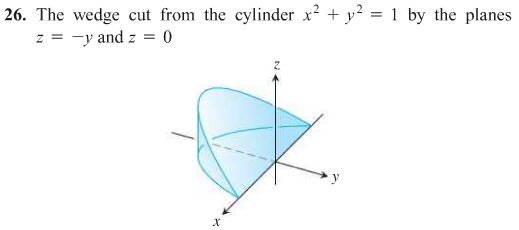 26. The wedge cut from the cylinder x² + y² = 1 by the planes
z = −y and z = 0
z
y
x